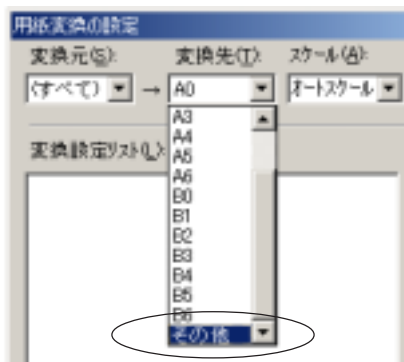 用紙変換の設定
変換元(S): 変換先(T): スケール(A):
(すべて) → A0 オートスケール
A3
A4
A5
A6
変換設定リスト(L):
B0
B1
B2
B3
B4
B5
B6
その他